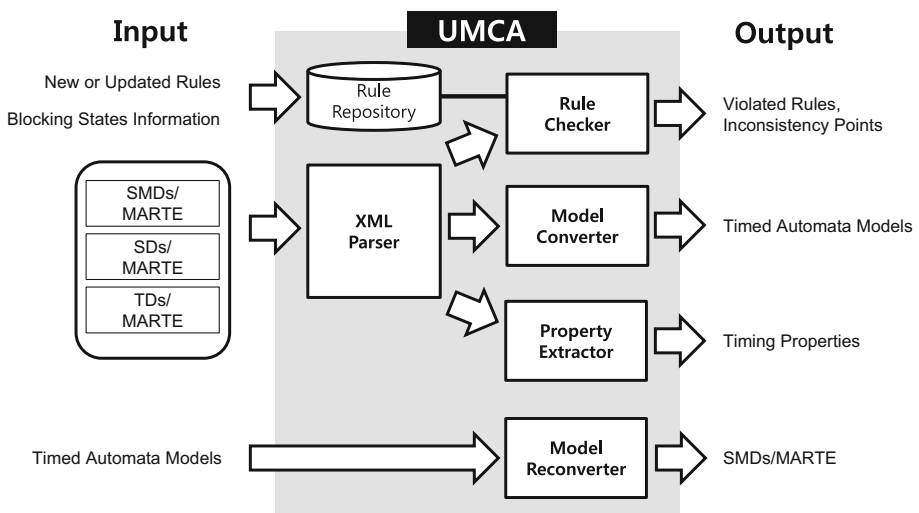 Input
UMCA
Output
New or Updated Rules
Blocking States Information
Rule
Repository
Rule
Checker
Violated Rules,
Inconsistency Points
SMDs/
MARTE
SDs/
MARTE
TDs/
MARTE
XML
Parser
Model
Converter
Timed Automata Models
Property
Extractor
Timing Properties
Timed Automata Models
Model
Reconverter
SMDs/MARTE